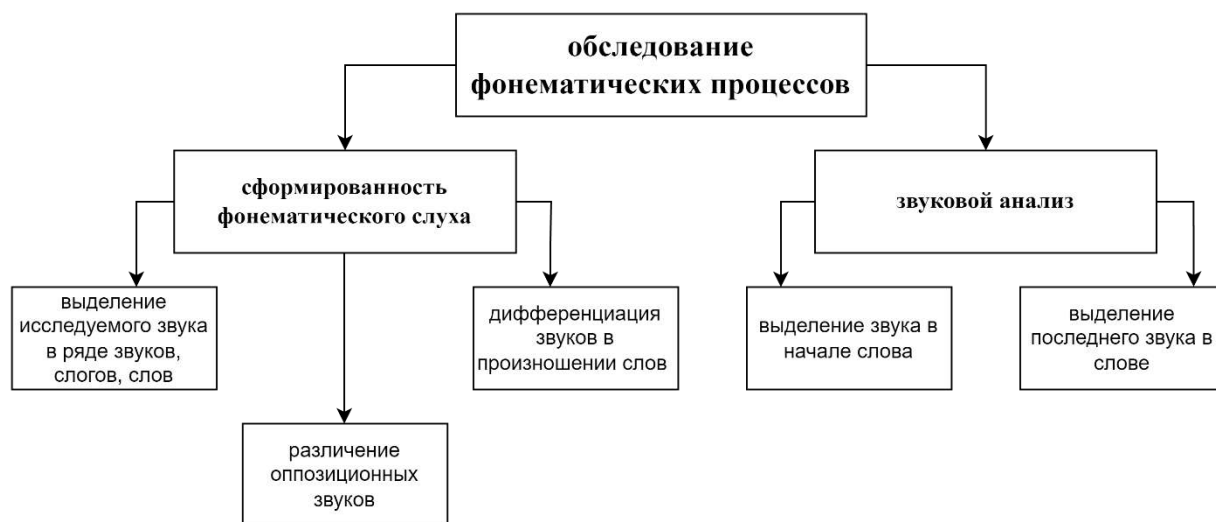 обследование
фонематических процессов
сформированность
фонематического слуха
звуковой анализ
выделение
исследуемого звука
в ряде звуков,
слогов, слов
дифференциация
звуков в
произношении слов
выделение звука в
начале слова
выделение
последнего звука в
слове
различение
оппозиционных
звуков